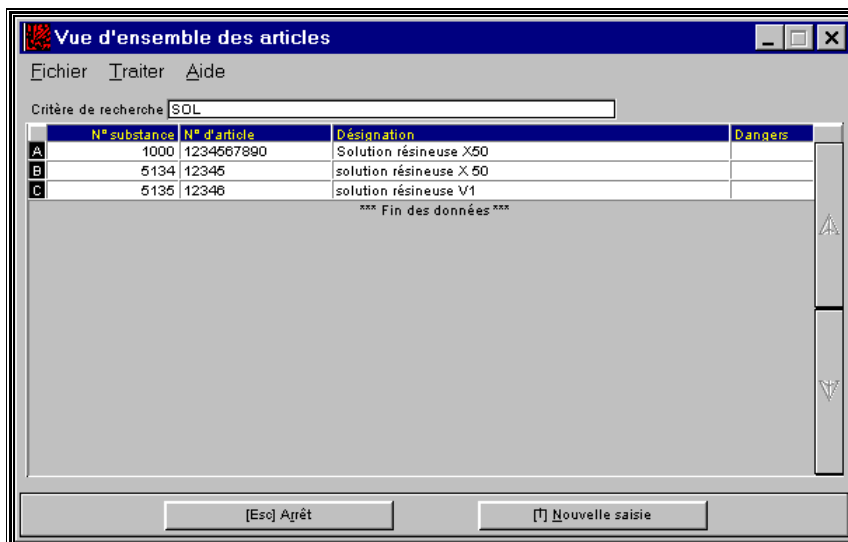 Vue d'ensemble des articles
Fichier Traiter Aide
Critère de recherche SOL
N° substance N° d'article Désignation Dangers
A 1000 1234567890 Solution résineuse X50
B 5134 12345 solution résineuse X 50
C 5135 12346 solution résineuse V1
*** Fin des données ***
[Esc] Arrêt [↑] Nouvelle saisie